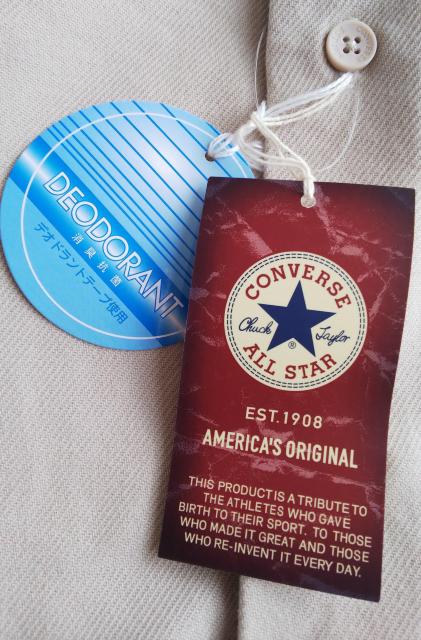 DEODORANT
消臭抗菌
デオドラントテープ使用
CONVERSE
Chuck Taylor
®
ALL STAR
EST.1908
AMERICA'S ORIGINAL
THIS PRODUCT IS A TRIBUTE TO
THE ATHLETES WHO GAVE
BIRTH TO THEIR SPORT. TO THOSE
WHO MADE IT GREAT AND THOSE
WHO RE-INVENT IT EVERY DAY.